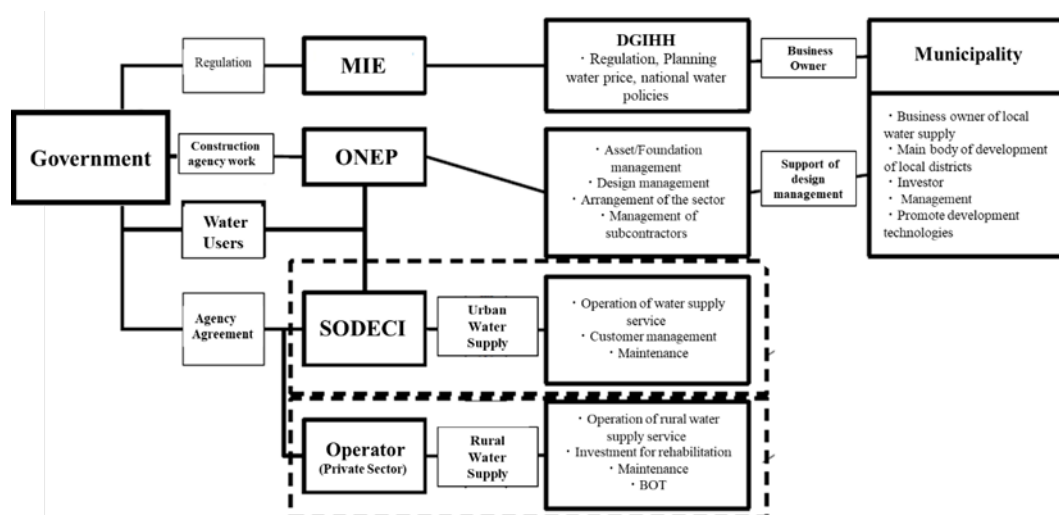 Regulation
MIE
DGIHH
・Regulation, Planning
water price, national water
policies
Business
Owner
Municipality
・Business owner of local
water supply
・Main body of development
of local districts
・Investor
・Management
・Promote development
technologies
Government
Construction
agency work
ONEP
・Asset/Foundation
management
・Design management
・Arrangement of the sector
・Management of
subcontractors
Support of
design
management
Water
Users
Agency
Agreement
SODECI
Urban
Water
Supply
・Operation of water supply
service
・Customer management
・Maintenance
Operator
(Private Sector)
Rural
Water
Supply
・Operation of rural water
supply service
・Investment for rehabilitation
・Maintenance
・BOT